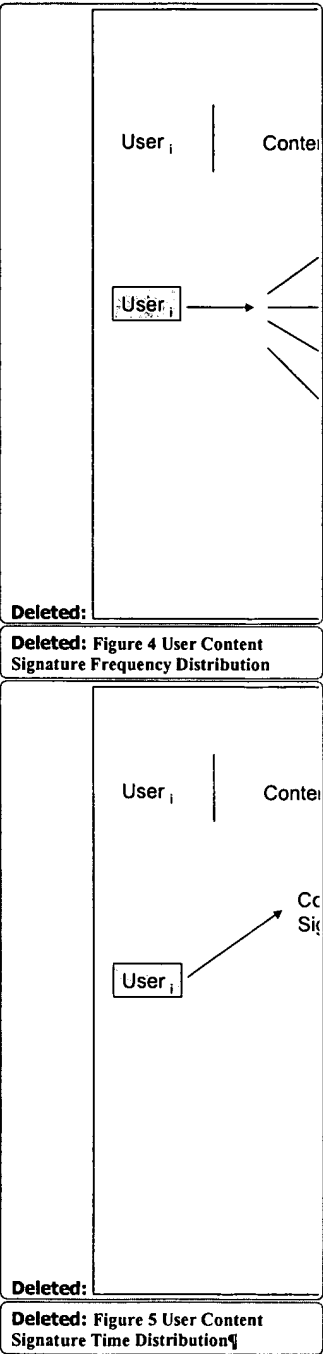 User i
Conte
User i
Deleted:
Deleted: Figure 4 User Content
Signature Frequency Distribution
User i
Conte
Co
Sig
User i
Deleted:
Deleted: Figure 5 User Content
Signature Time Distribution¶